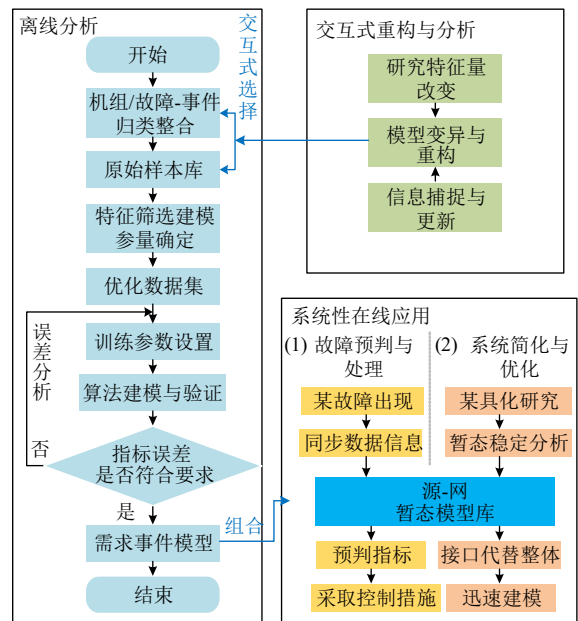 离线分析
开始
机组/故障-事件
归类整合
原始样本库
特征筛选建模
参量确定
优化数据集
训练参数设置
算法建模与验证
指标误差
是否符合要求
误差分析
否
是
需求事件模型
结束
交互式选择
组合
交互式重构与分析
研究特征量
改变
模型变异与
重构
信息捕捉与
更新
系统性在线应用
(1) 故障预判与
处理
某故障出现
同步数据信息
(2) 系统简化与
优化
某具化研究
暂态稳定分析
源-网
暂态模型库
预判指标
采取控制措施
接口代替整体
迅速建模